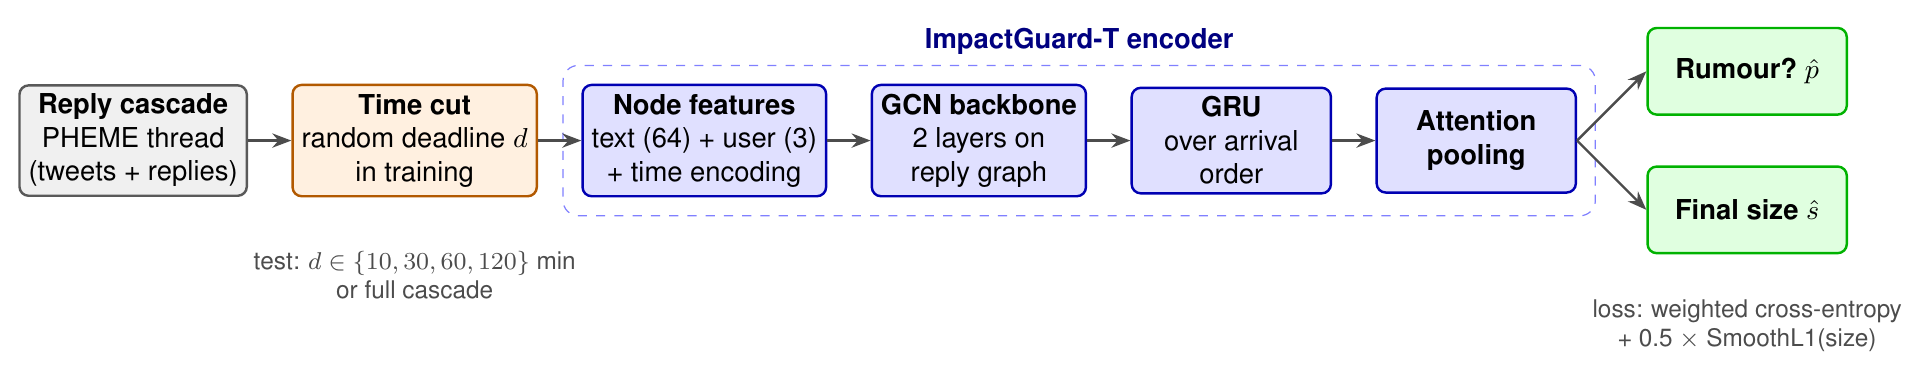 ImpactGuard-T encoder
Reply cascade
PHEME thread
(tweets + replies)
Time cut
random deadline d
in training
Node features
text (64) + user (3)
+ time encoding
GCN backbone
2 layers on
reply graph
GRU
over arrival
order
Attention
pooling
Rumour? p̂
Final size ŝ
test: d ∈ {10, 30, 60, 120} min
or full cascade
loss: weighted cross-entropy
+ 0.5 × SmoothL1(size)